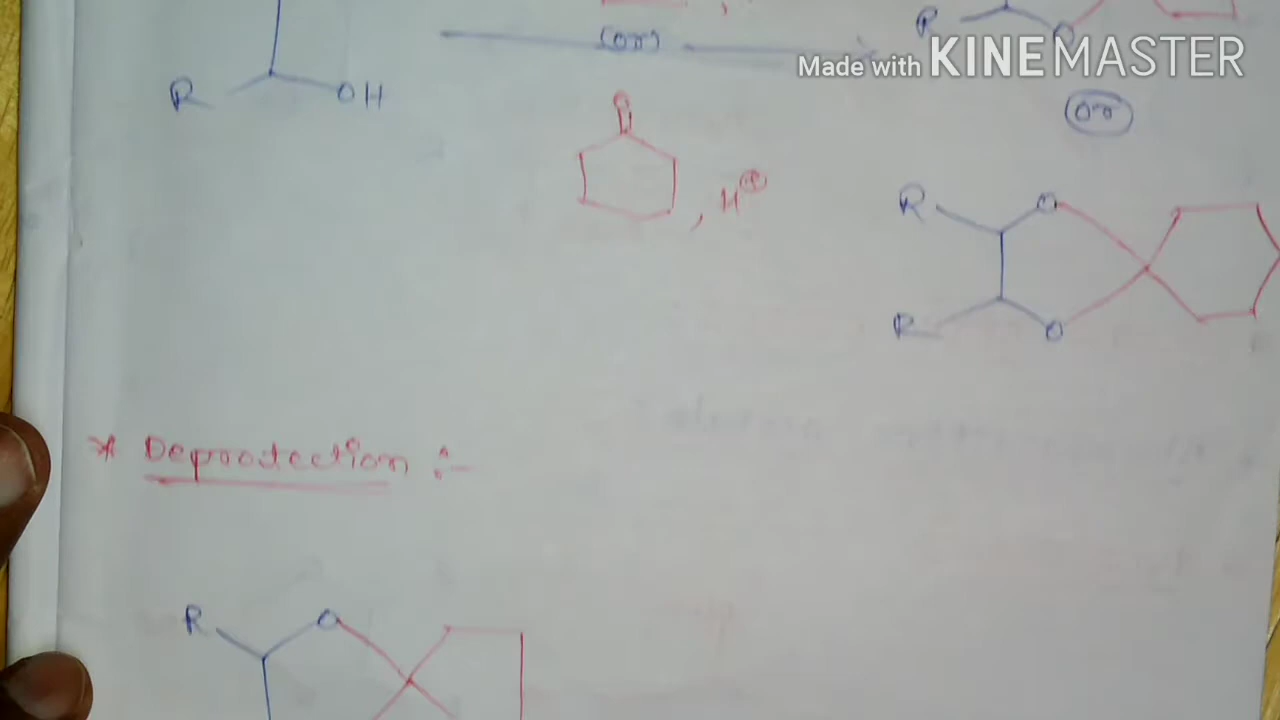 R
O
(or)
Made with KINEMASTER
R
OH
(or)
O
, H⊕
R
O
R
O
* Deprotection :-
R
O